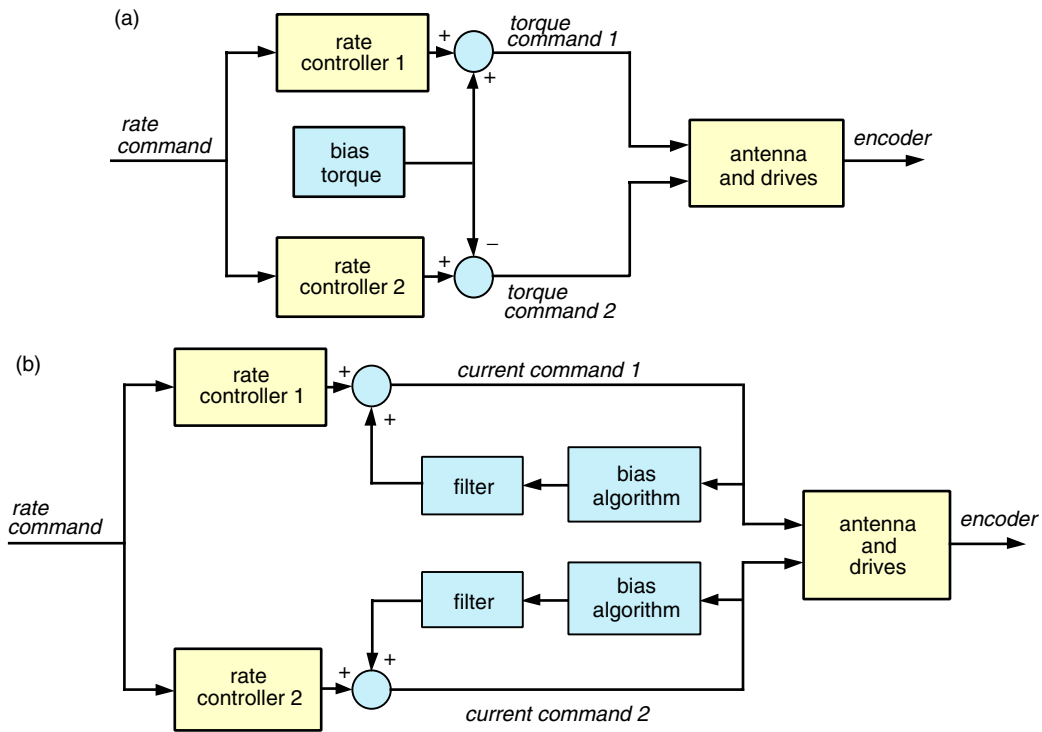 (a)
rate
controller 1
+
+
torque
command 1
rate
command
bias
torque
antenna
and drives
encoder
rate
controller 2
+
−
torque
command 2
(b)
rate
controller 1
+
+
current command 1
filter
bias
algorithm
rate
command
antenna
and
drives
encoder
filter
bias
algorithm
rate
controller 2
+
+
current command 2